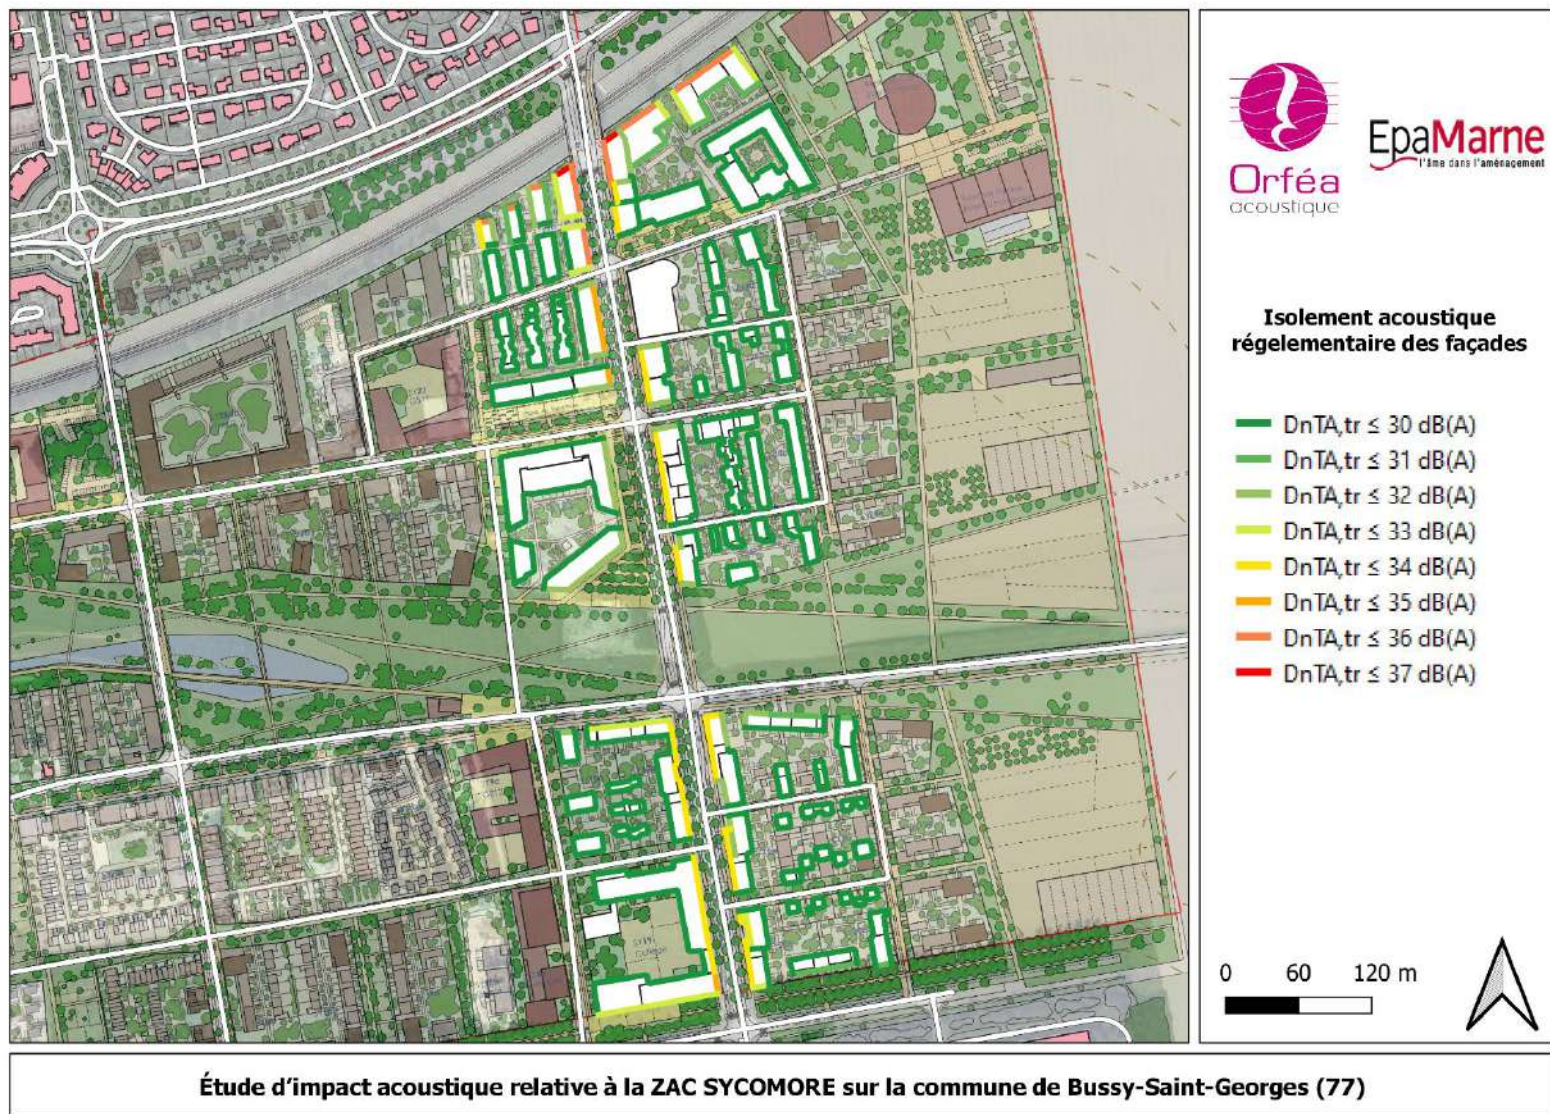 Orféa
acoustique
EpaMarne
l'âme dans l'aménagement
Isolement acoustique
régelementaire des façades
DnTA,tr ≤ 30 dB(A)
DnTA,tr ≤ 31 dB(A)
DnTA,tr ≤ 32 dB(A)
DnTA,tr ≤ 33 dB(A)
DnTA,tr ≤ 34 dB(A)
DnTA,tr ≤ 35 dB(A)
DnTA,tr ≤ 36 dB(A)
DnTA,tr ≤ 37 dB(A)
0 60 120 m
Étude d'impact acoustique relative à la ZAC SYCOMORE sur la commune de Bussy-Saint-Georges (77)